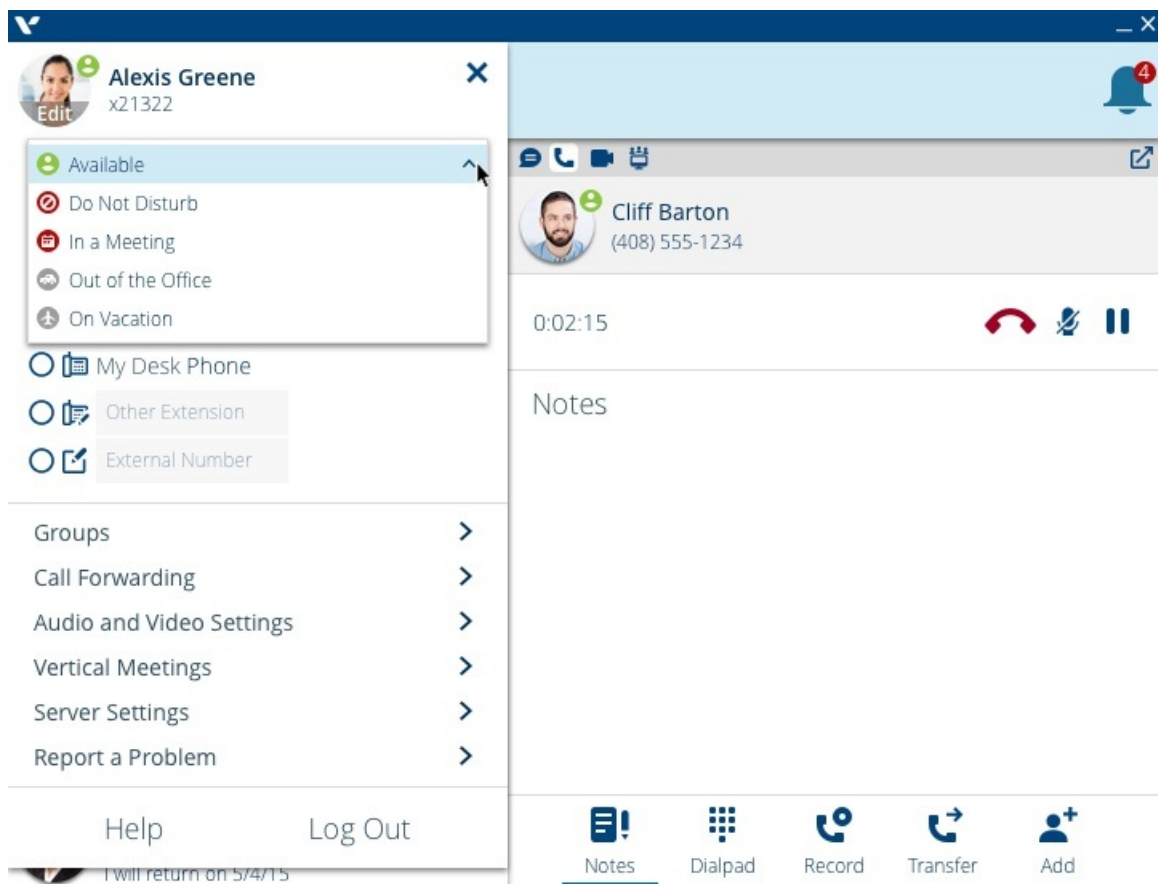 Alexis Greene
x21322
Edit
4
Available
Do Not Disturb
In a Meeting
Out of the Office
On Vacation
My Desk Phone
Other Extension
External Number
Groups
Call Forwarding
Audio and Video Settings
Vertical Meetings
Server Settings
Report a Problem
Help Log Out
I will return on 5/4/15
Cliff Barton
(408) 555-1234
0:02:15
Notes
Notes Dialpad Record Transfer Add